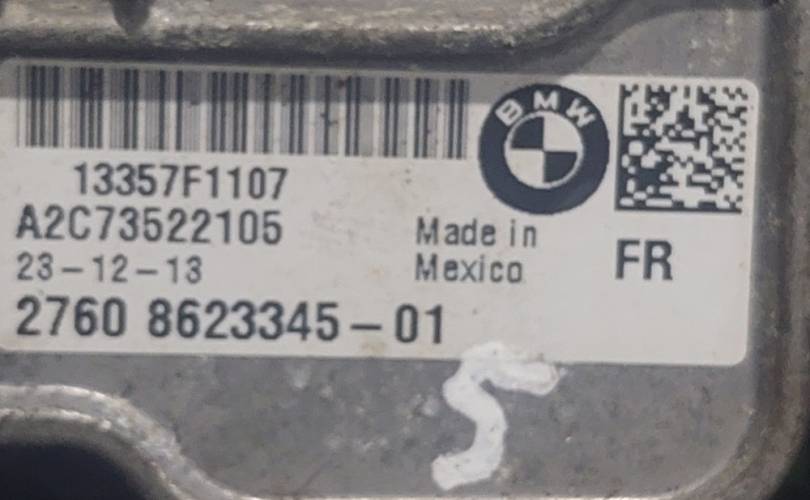 BMW
13357F1107
A2C73522105
23-12-13
Made in
Mexico
FR
2760 8623345-01
5